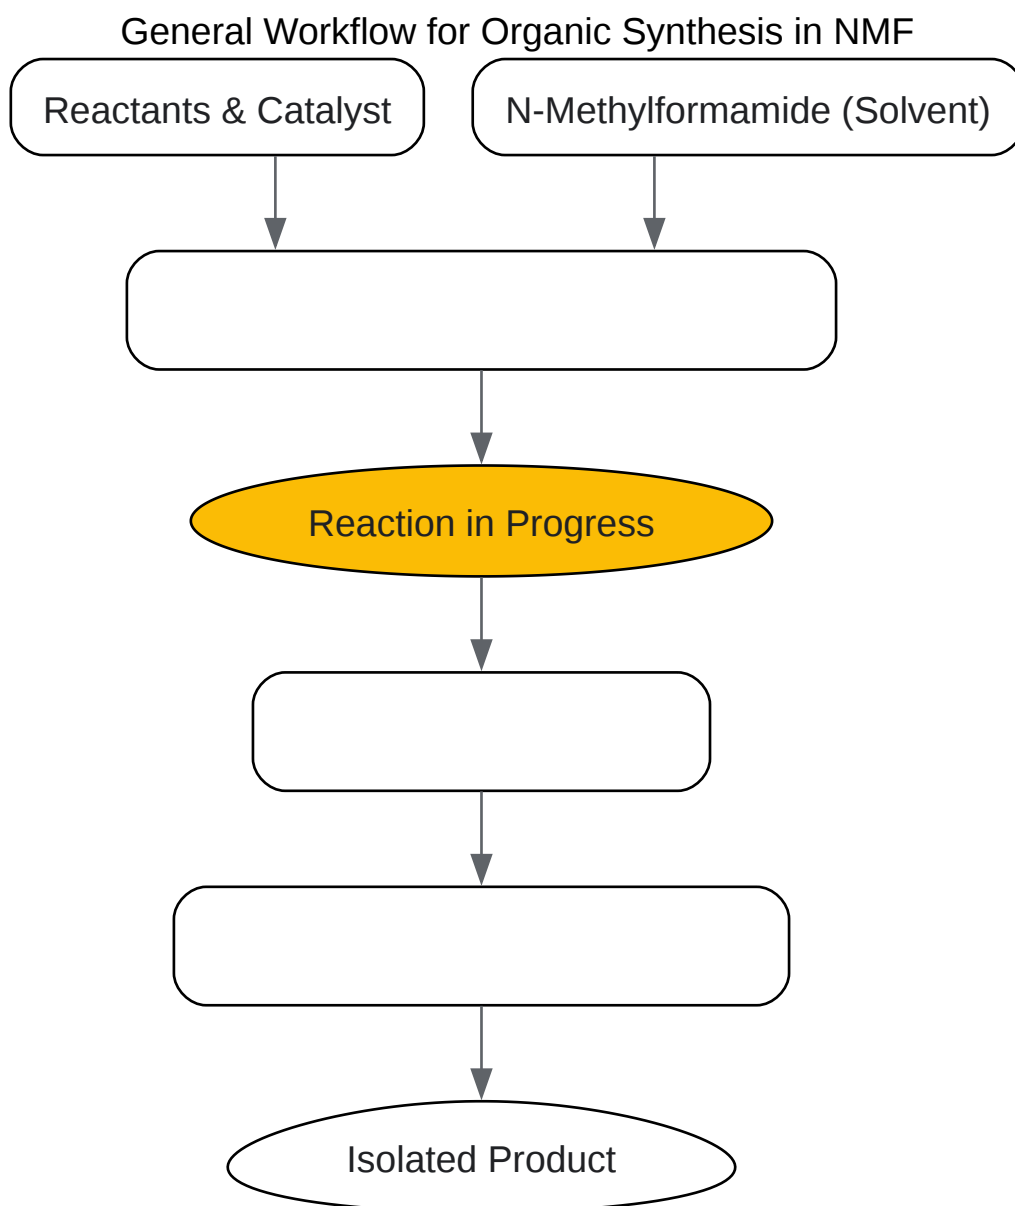 General Workflow for Organic Synthesis in NMF
Reactants & Catalyst
N-Methylformamide (Solvent)
Reaction in Progress
Isolated Product